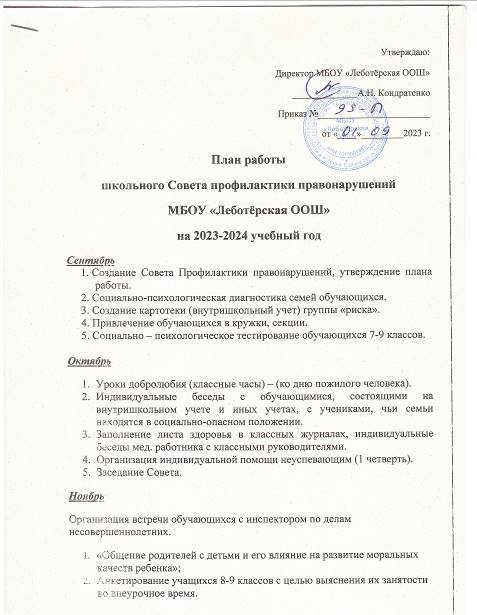 Утверждаю:
Директор МБОУ «Леботёрская ООШ»
А.Н. Кондратенко
Приказ № 95-П
от «01» 09 2023 г.
МБОУ
План работы
школьного Совета профилактики правонарушений
МБОУ «Леботёрская ООШ»
на 2023-2024 учебный год
Сентябрь
1. Создание Совета Профилактики правонарушений, утверждение плана
работы.
2. Социально-психологическая диагностика семей обучающихся.
3. Создание картотеки (внутришкольный учет) группы «риска».
4. Привлечение обучающихся в кружки, секции.
5. Социально – психологическое тестирование обучающихся 7-9 классов.
Октябрь
1. Уроки добролюбия (классные часы) – (ко дню пожилого человека).
2. Индивидуальные беседы с обучающимися, состоящими на
внутришкольном учете и иных учетах, с учениками, чьи семьи
находятся в социально-опасном положении.
3. Заполнение листа здоровья в классных журналах, индивидуальные
беседы мед. работника с классными руководителями.
4. Организация индивидуальной помощи неуспевающим (1 четверть).
5. Заседание Совета.
Ноябрь
Организация встречи обучающихся с инспектором по делам
несовершеннолетних.
1. «Общение родителей с детьми и его влияние на развитие моральных
качеств ребенка»;
2. Анкетирование учащихся 8-9 классов с целью выяснения их занятости
во внеурочное время.